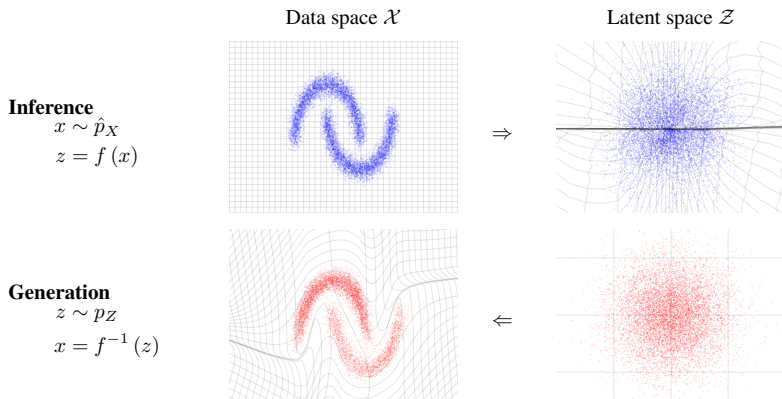 Data space 𝒳
Latent space 𝒵
Inference
x ∼ p̂_X
z = f (x)
⇒
Generation
z ∼ p_Z
x = f⁻¹ (z)
⇐